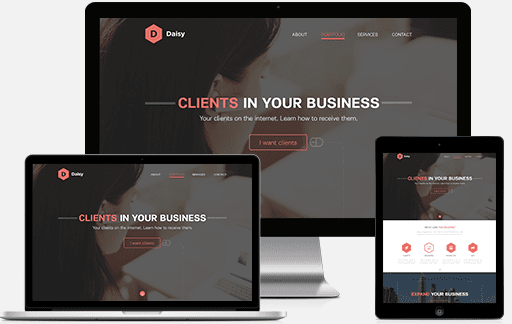 D Daisy
ABOUT PORTFOLIO SERVICES CONTACT
CLIENTS IN YOUR BUSINESS
Your clients on the internet. Learn how to receive them.
I want clients
D Daisy
ABOUT SERVICES CONTACT
CLIENTS IN YOUR BUSINESS
Your clients on the internet. Learn how to receive them.
I want clients
Daisy
CLIENTS IN YOUR BUSINESS
EXPAND YOUR BUSINESS